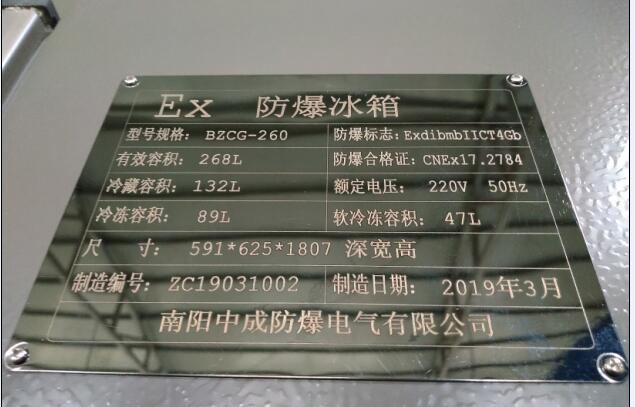 Ex 防爆冰箱
型号规格: BZCG-260 防爆标志: ExdibmbIICT4Gb
有效容积: 268L 防爆合格证: CNEx17.2784
冷藏容积: 132L 额定电压: 220V 50Hz
冷冻容积: 89L 软冷冻容积: 47L
尺 寸: 591*625*1807 深宽高
制造编号: ZC19031002 制造日期: 2019年3月
南阳中成防爆电气有限公司